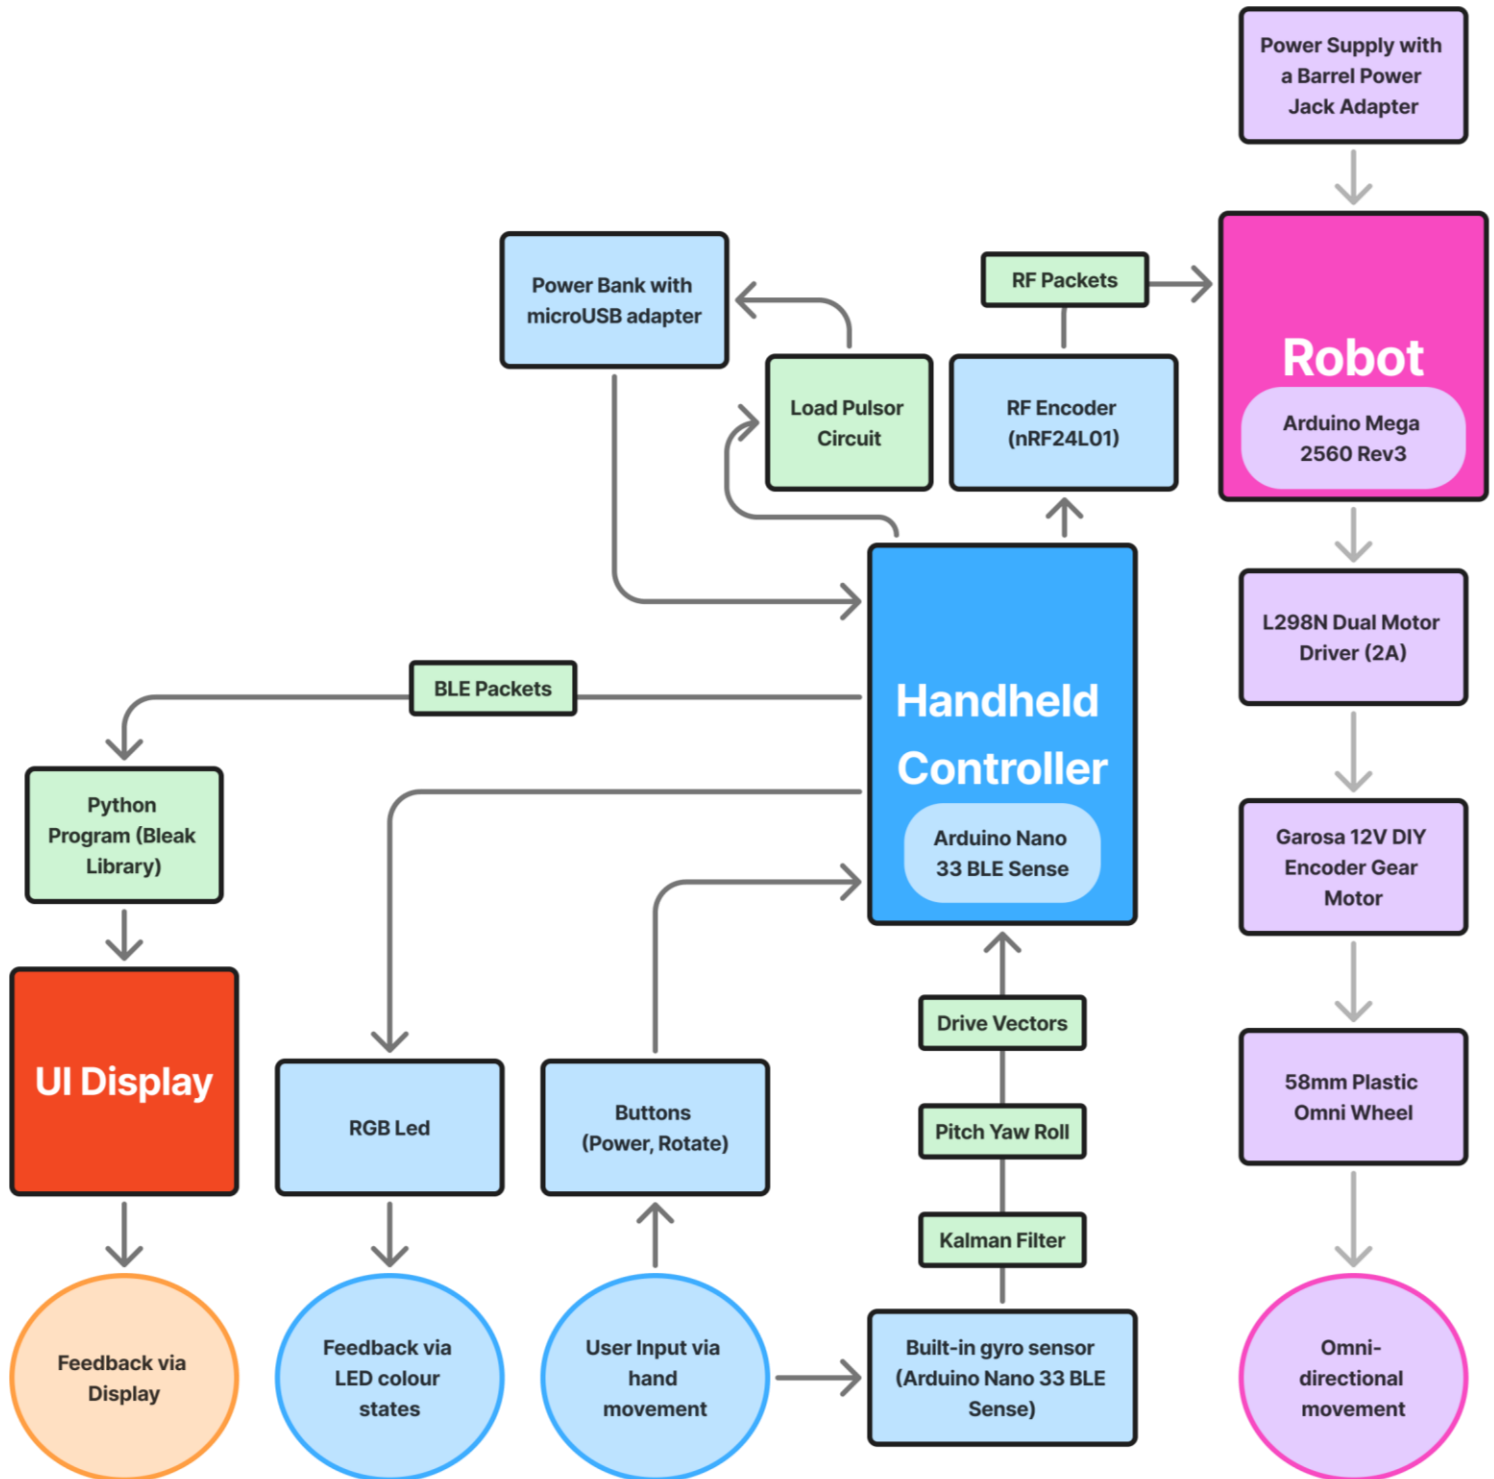 Power Supply with
a Barrel Power
Jack Adapter
Power Bank with
microUSB adapter
RF Packets
Load Pulsor
Circuit
RF Encoder
(nRF24L01)
Robot
Arduino Mega
2560 Rev3
L298N Dual Motor
Driver (2A)
BLE Packets
Handheld
Controller
Arduino Nano
33 BLE Sense
Python
Program (Bleak
Library)
Garosa 12V DIY
Encoder Gear
Motor
UI Display
RGB Led
Buttons
(Power, Rotate)
Drive Vectors
Pitch Yaw Roll
Kalman Filter
58mm Plastic
Omni Wheel
Feedback via
Display
Feedback via
LED colour
states
User Input via
hand
movement
Built-in gyro sensor
(Arduino Nano 33 BLE
Sense)
Omni-
directional
movement